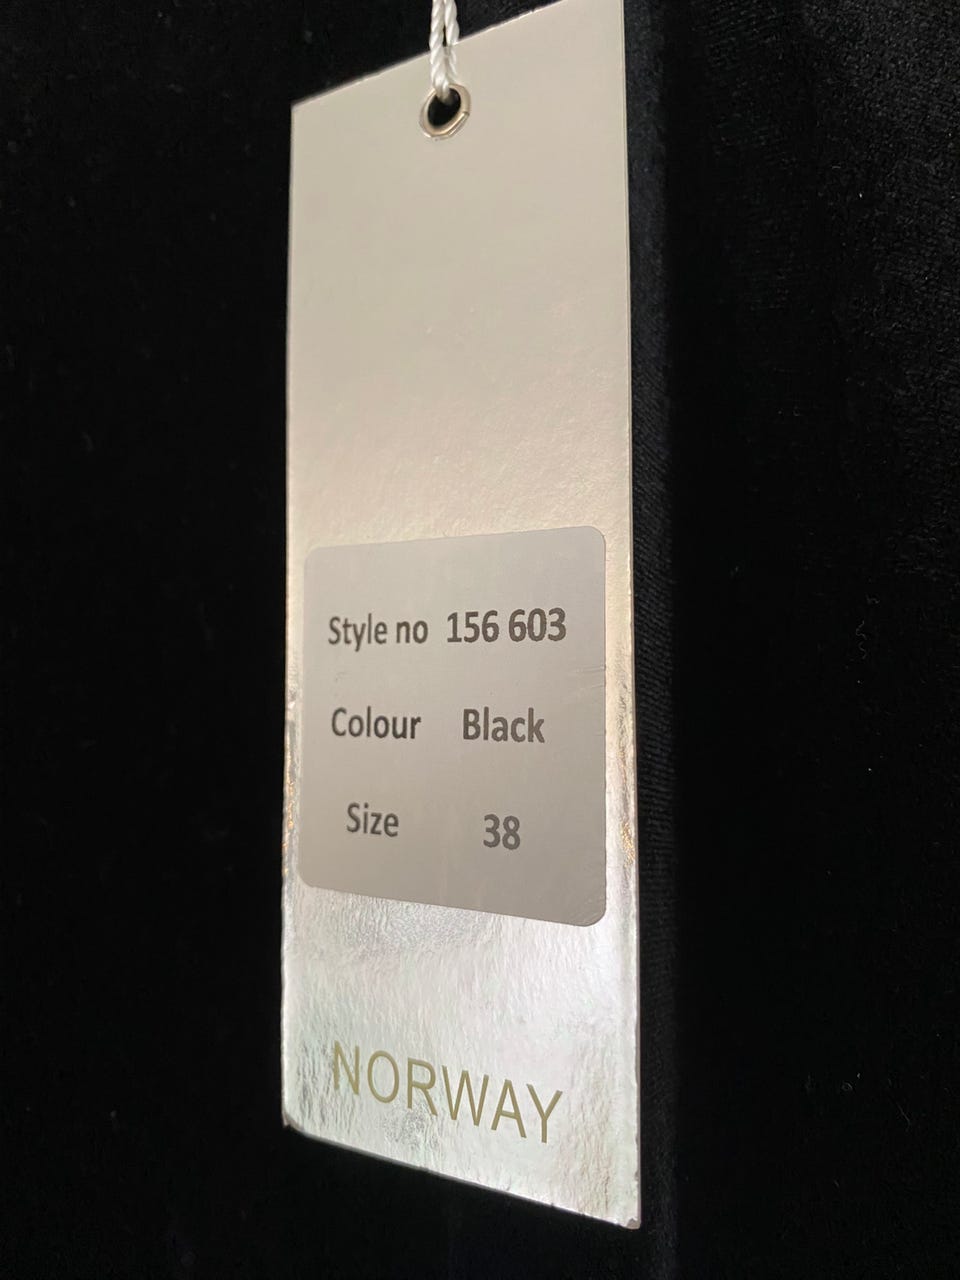 Style no 156 603
Colour Black
Size 38
NORWAY